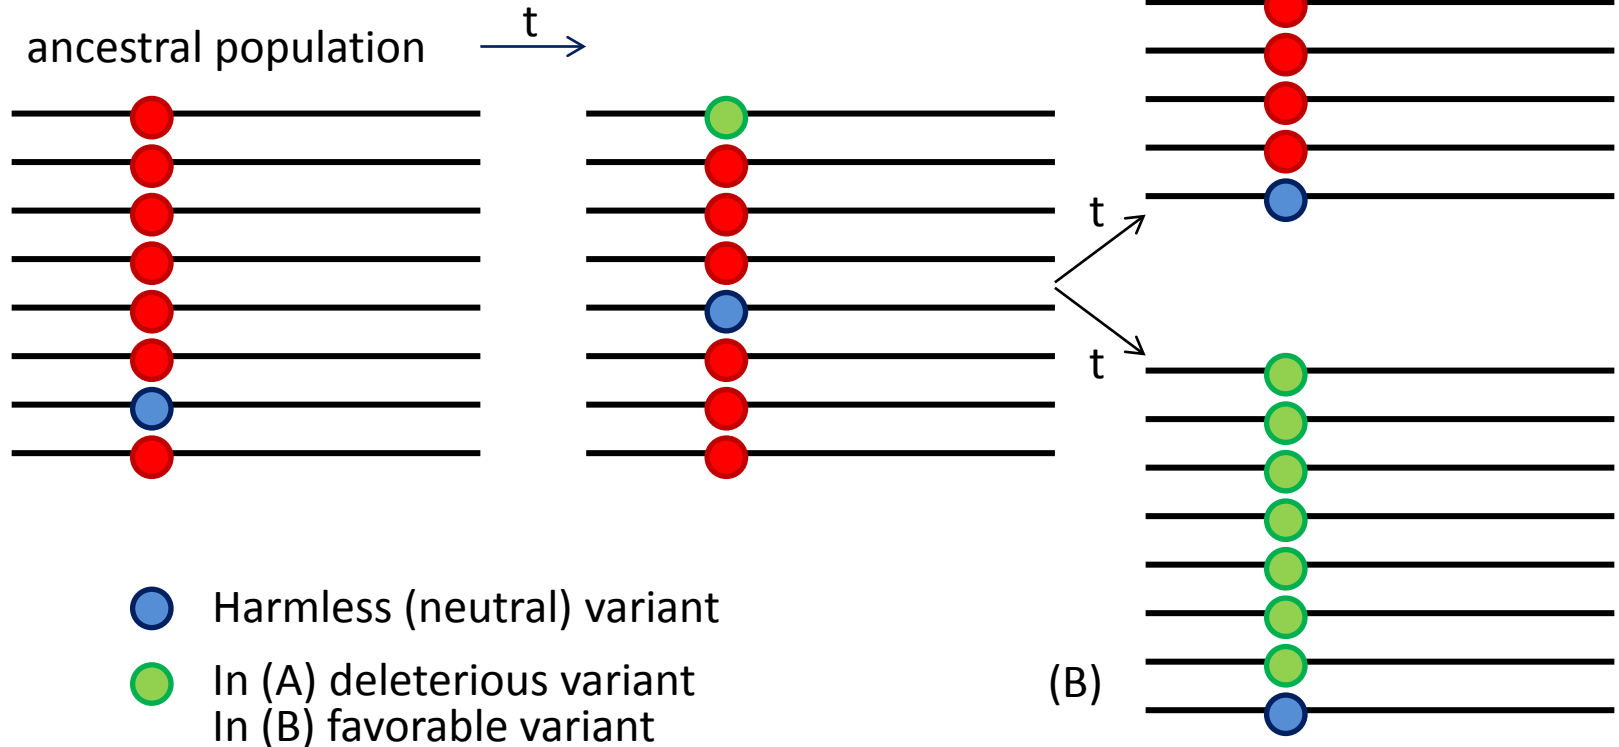 ancestral population
t
t
t
Harmless (neutral) variant
In (A) deleterious variant
In (B) favorable variant
(B)